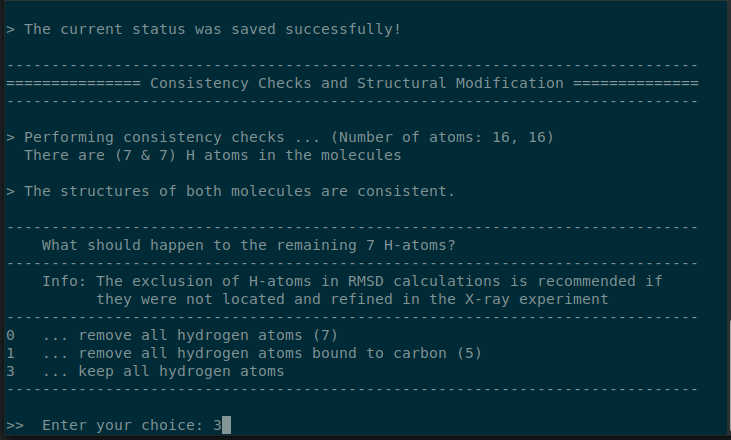 > The current status was saved successfully!
-----------------------------------------------------------------------------
=============== Consistency Checks and Structural Modification ==============
-----------------------------------------------------------------------------
> Performing consistency checks ... (Number of atoms: 16, 16)
There are (7 & 7) H atoms in the molecules
> The structures of both molecules are consistent.
-----------------------------------------------------------------------------
What should happen to the remaining 7 H-atoms?
-----------------------------------------------------------------------------
Info: The exclusion of H-atoms in RMSD calculations is recommended if
they were not located and refined in the X-ray experiment
-----------------------------------------------------------------------------
0   ... remove all hydrogen atoms (7)
1   ... remove all hydrogen atoms bound to carbon (5)
3   ... keep all hydrogen atoms
-----------------------------------------------------------------------------
>>  Enter your choice: 3